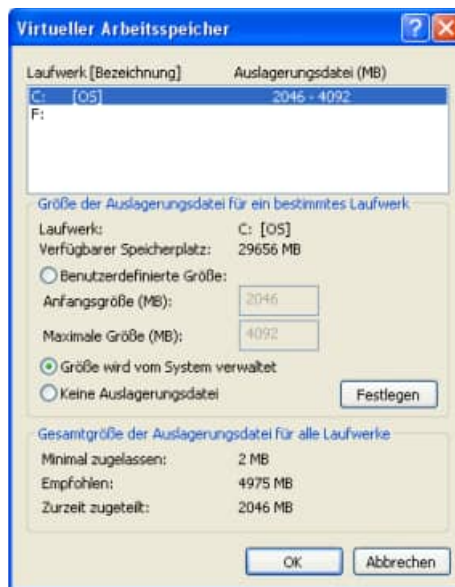 Virtueller Arbeitsspeicher
Laufwerk [Bezeichnung] Auslagerungsdatei (MB)
C: [OS] 2046 - 4092
F:
Größe der Auslagerungsdatei für ein bestimmtes Laufwerk
Laufwerk: C: [OS]
Verfügbarer Speicherplatz: 29656 MB
Benutzerdefinierte Größe:
Anfangsgröße (MB): 2046
Maximale Größe (MB): 4092
Größe wird vom System verwaltet
Keine Auslagerungsdatei Festlegen
Gesamtgröße der Auslagerungsdatei für alle Laufwerke
Minimal zugelassen: 2 MB
Empfohlen: 4975 MB
Zurzeit zugeteilt: 2046 MB
OK Abbrechen